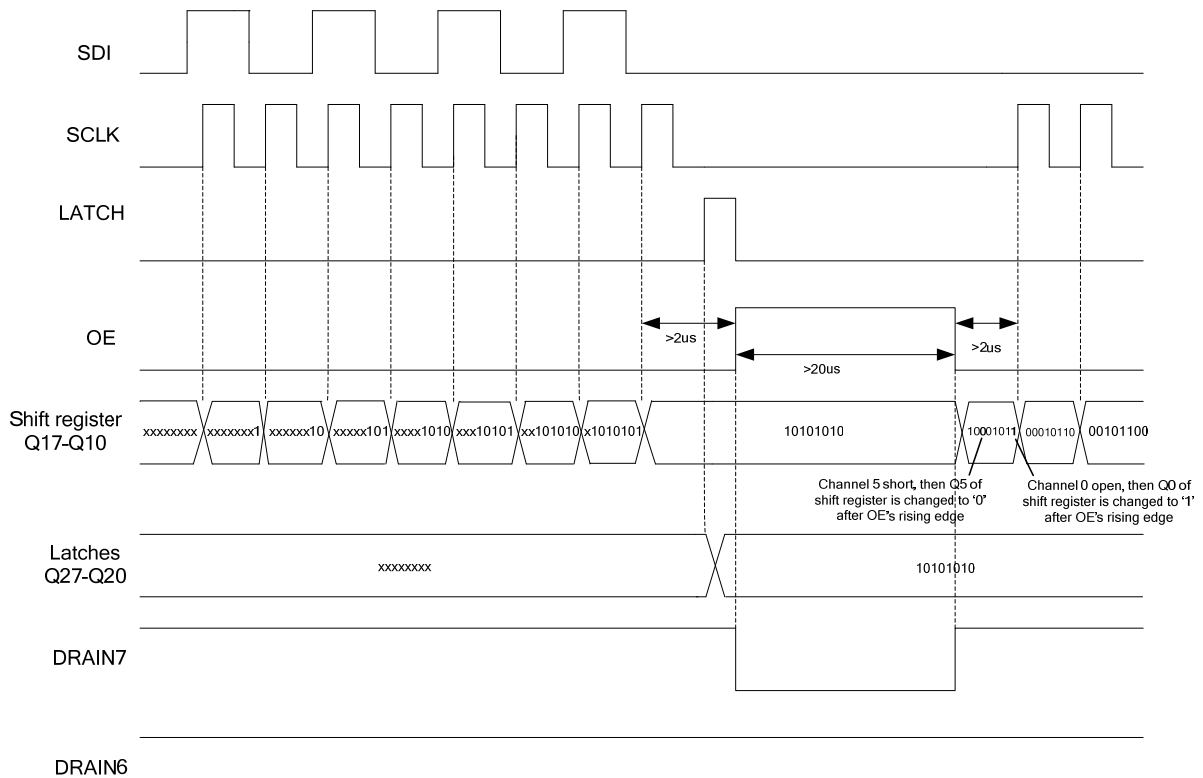 SDI
SCLK
LATCH
OE
>2us
>20us
>2us
Shift register
Q17-Q10
xxxxxxxx
xxxxxxx1
xxxxxx10
xxxxx101
xxxx1010
xxx10101
xx101010
x1010101
10101010
10001011
00010110
00101100
Channel 5 short, then Q5 of
shift register is changed to '0'
after OE's rising edge
Channel 0 open, then Q0 of
shift register is changed to '1'
after OE's rising edge
Latches
Q27-Q20
xxxxxxxx
10101010
DRAIN7
DRAIN6